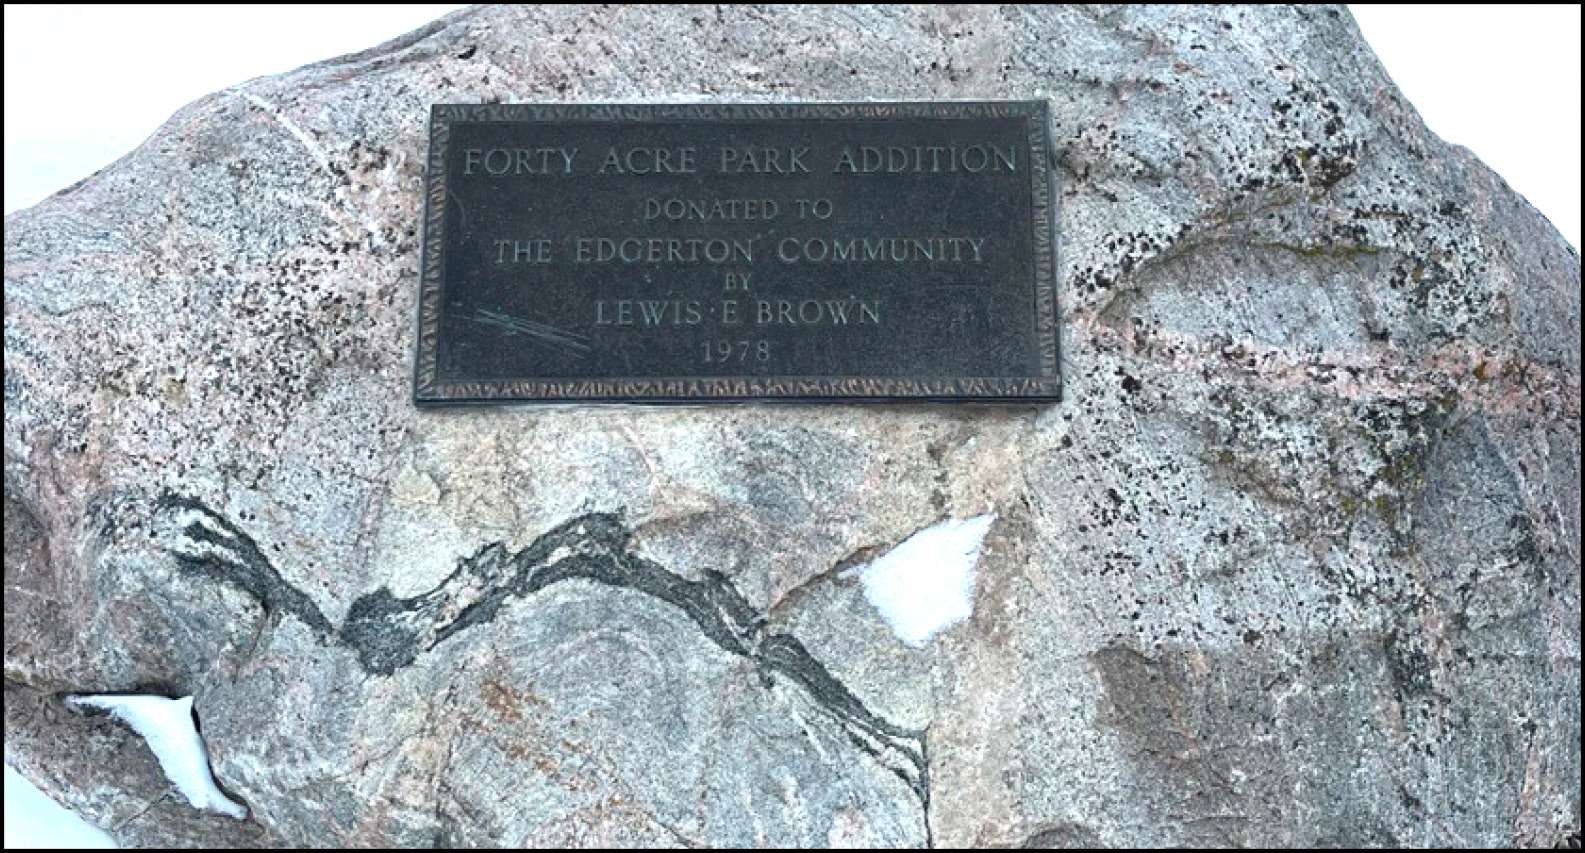 FORTY ACRE PARK ADDITION
DONATED TO
THE EDGERTON COMMUNITY
BY
LEWIS E BROWN
1978